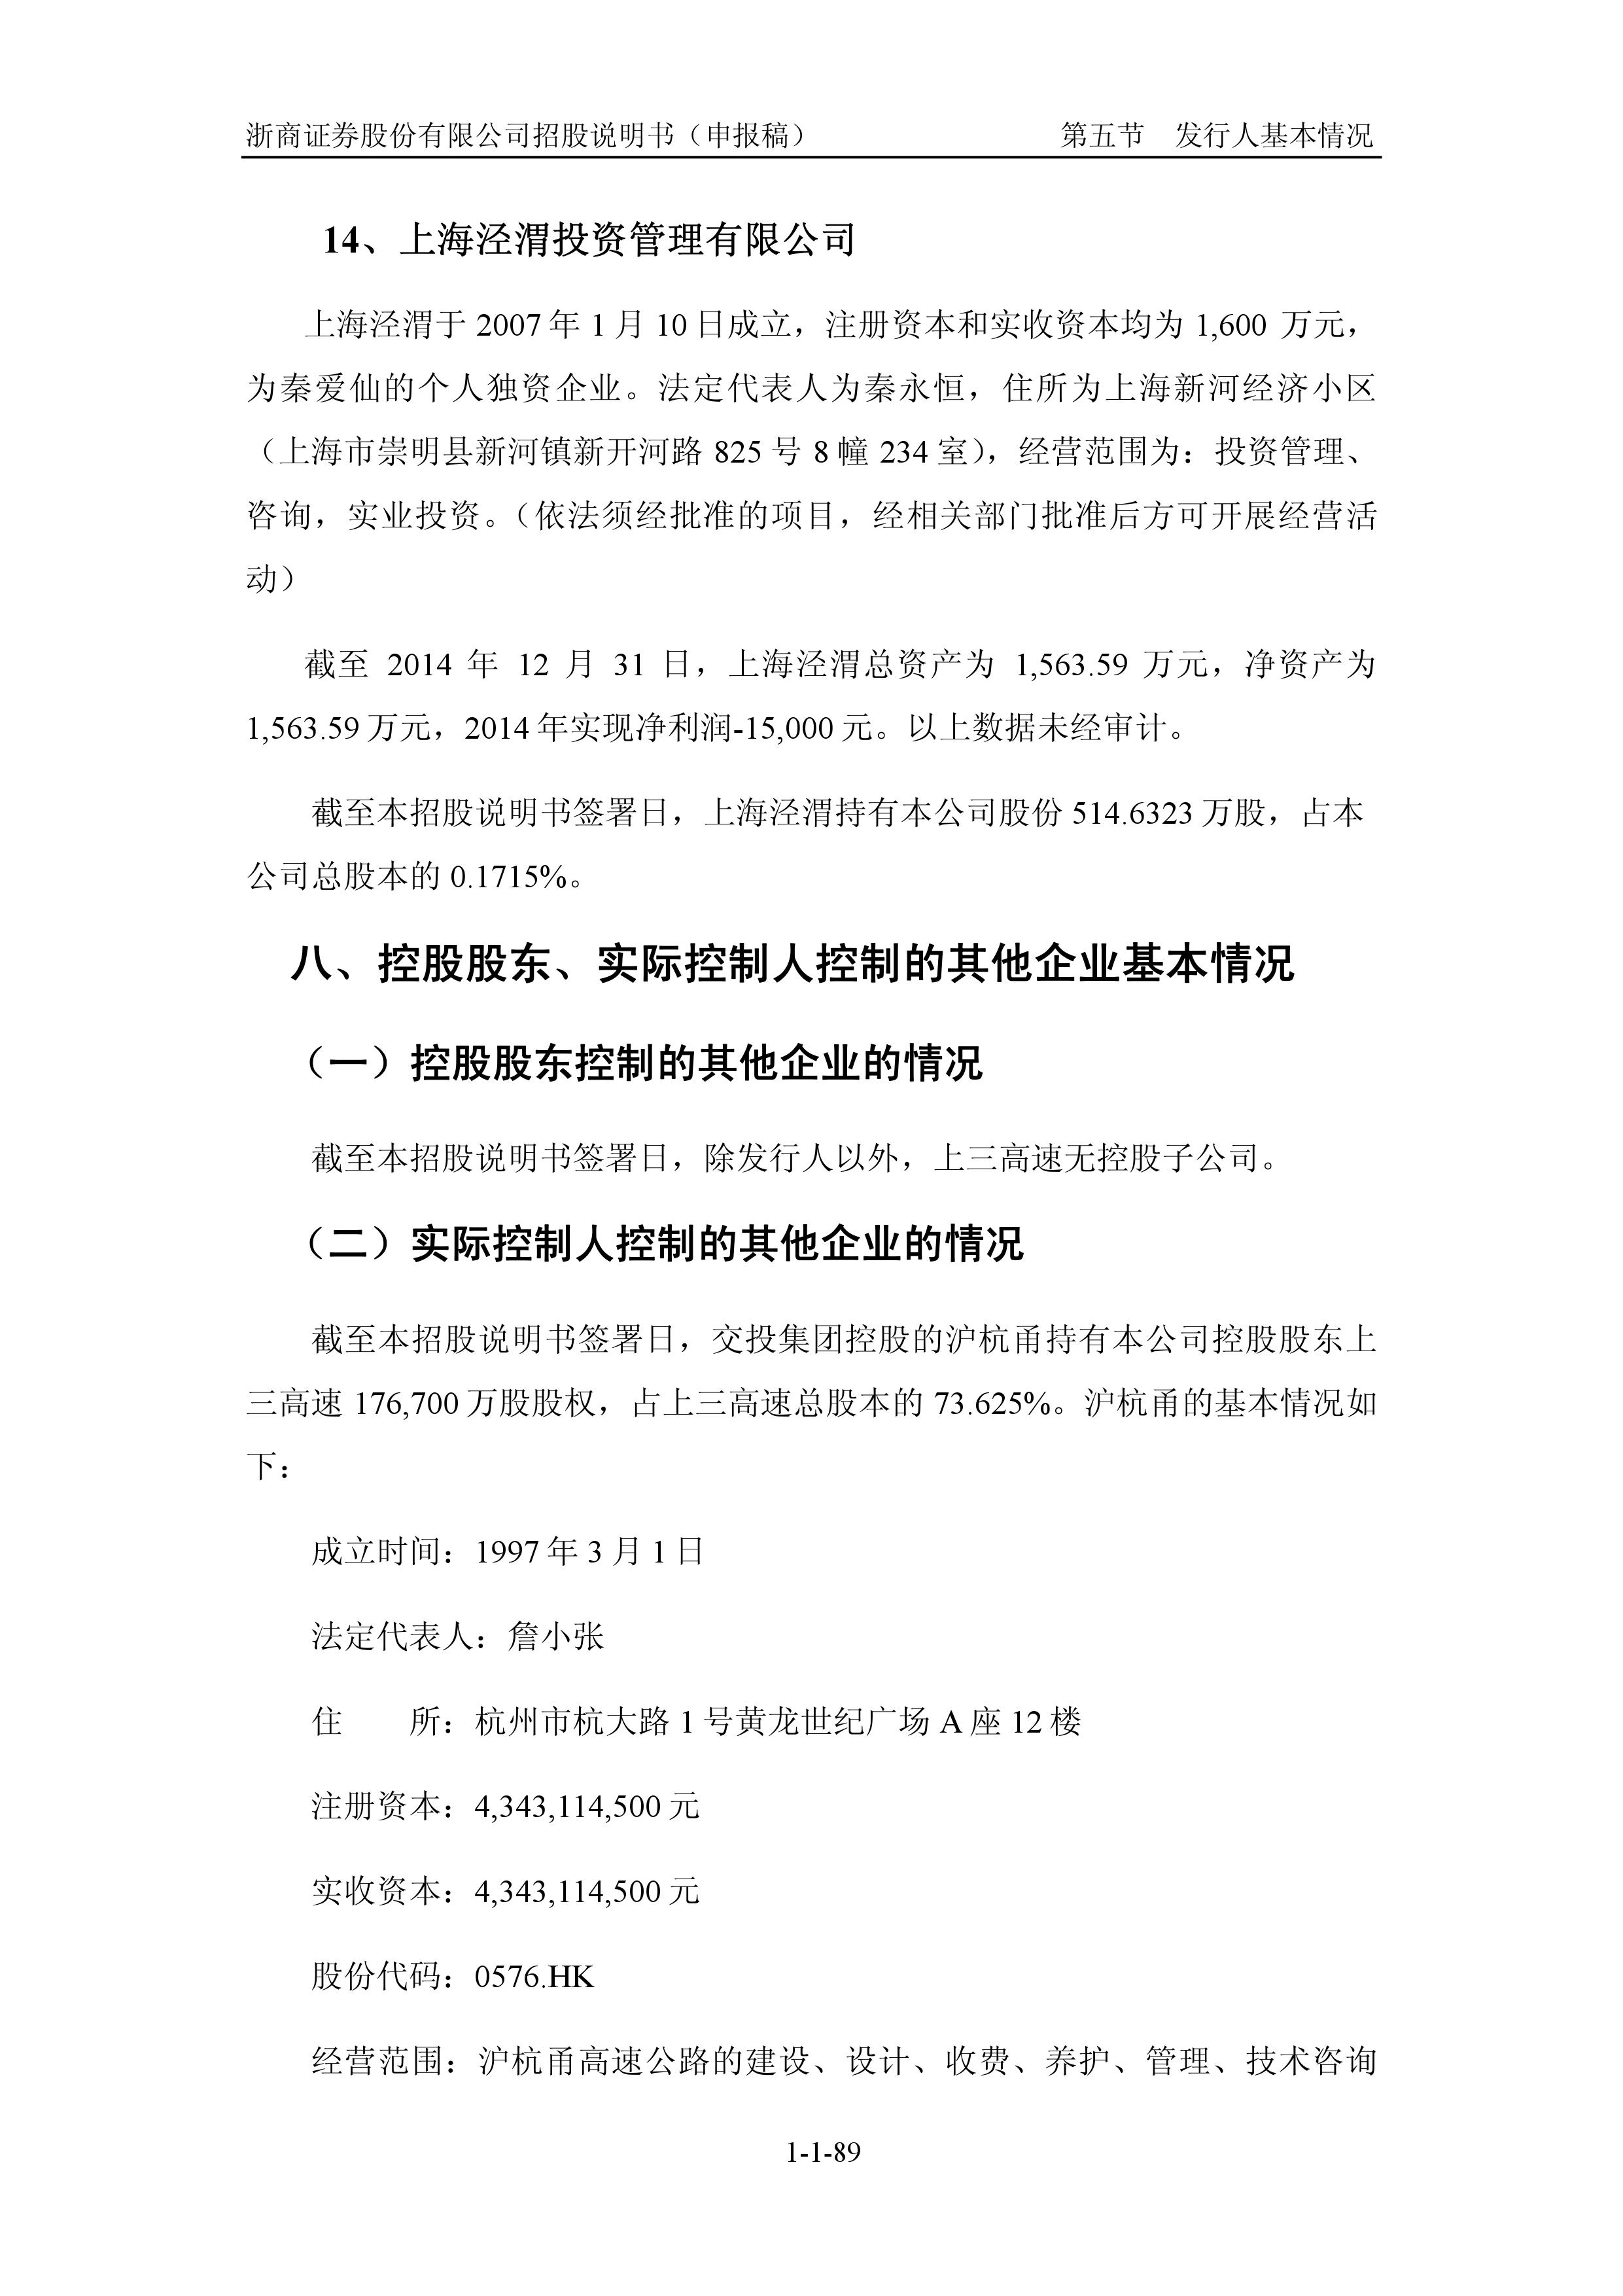 浙商证券股份有限公司招股说明书（申报稿） 第五节 发行人基本情况
14、上海泾渭投资管理有限公司
上海泾渭于 2007 年 1 月 10 日成立，注册资本和实收资本均为 1,600 万元，
为秦爱仙的个人独资企业。法定代表人为秦永恒，住所为上海新河经济小区
（上海市崇明县新河镇新开河路 825 号 8 幢 234 室），经营范围为：投资管理、
咨询，实业投资。（依法须经批准的项目，经相关部门批准后方可开展经营活
动）
截至 2014 年 12 月 31 日，上海泾渭总资产为 1,563.59 万元，净资产为
1,563.59 万元，2014 年实现净利润-15,000 元。以上数据未经审计。
截至本招股说明书签署日，上海泾渭持有本公司股份 514.6323 万股，占本
公司总股本的 0.1715%。
八、控股股东、实际控制人控制的其他企业基本情况
（一）控股股东控制的其他企业的情况
截至本招股说明书签署日，除发行人以外，上三高速无控股子公司。
（二）实际控制人控制的其他企业的情况
截至本招股说明书签署日，交投集团控股的沪杭甬持有本公司控股股东上
三高速 176,700 万股股权，占上三高速总股本的 73.625%。沪杭甬的基本情况如
下：
成立时间：1997 年 3 月 1 日
法定代表人：詹小张
住 所：杭州市杭大路 1 号黄龙世纪广场 A 座 12 楼
注册资本：4,343,114,500 元
实收资本：4,343,114,500 元
股份代码：0576.HK
经营范围：沪杭甬高速公路的建设、设计、收费、养护、管理、技术咨询
1-1-89